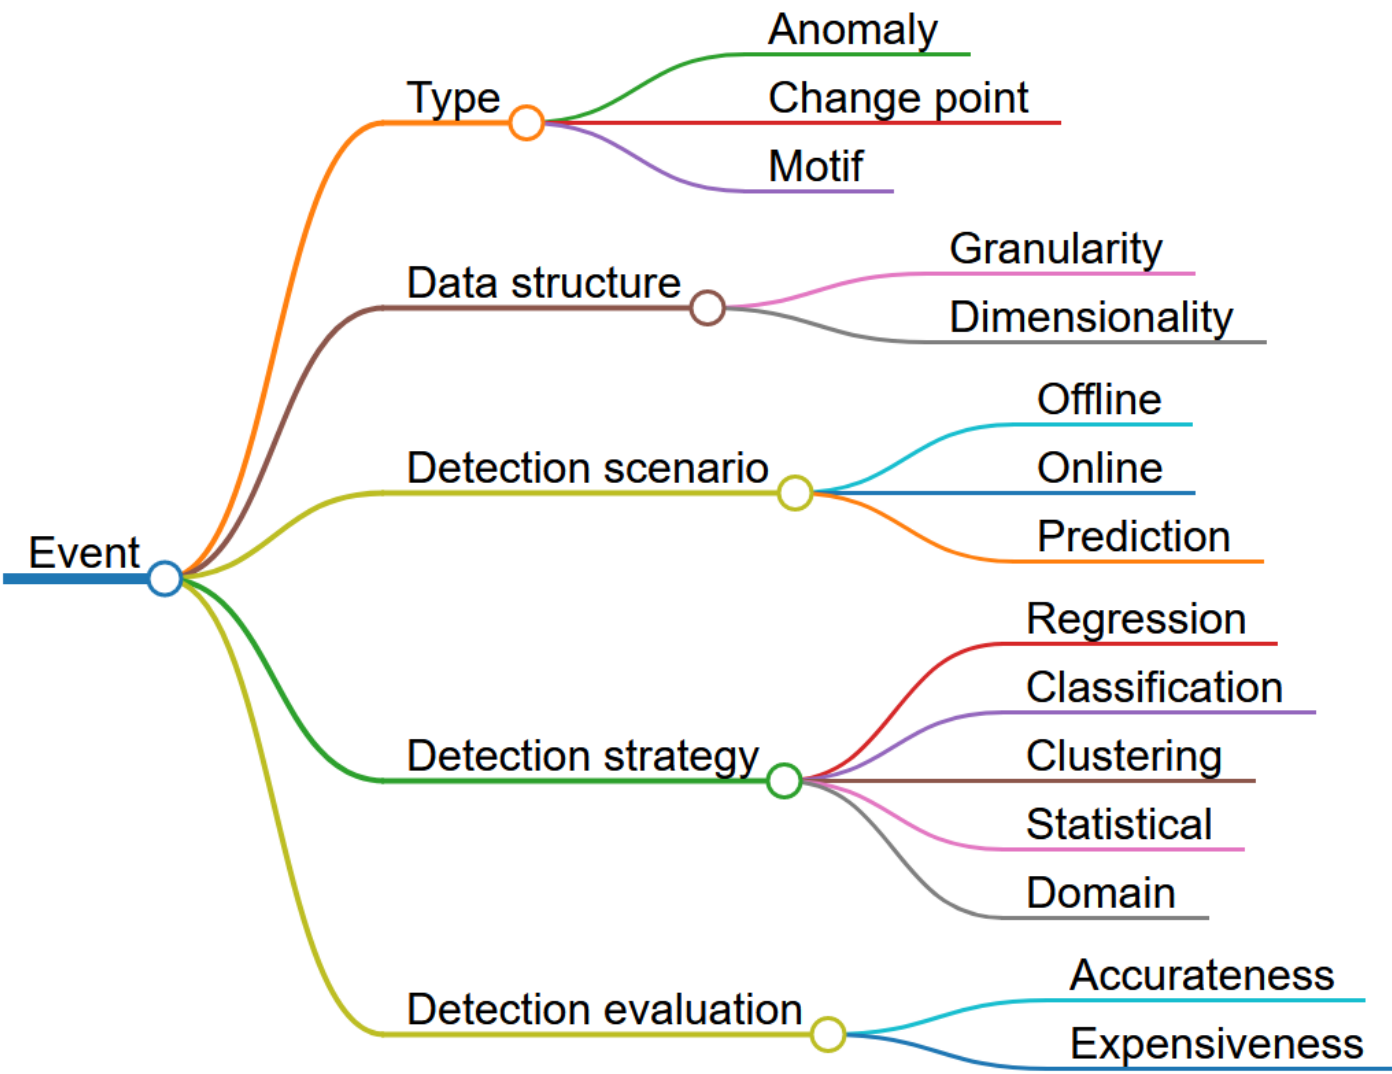 Event
Type
Anomaly
Change point
Motif
Data structure
Granularity
Dimensionality
Detection scenario
Offline
Online
Prediction
Detection strategy
Regression
Classification
Clustering
Statistical
Domain
Detection evaluation
Accurateness
Expensiveness